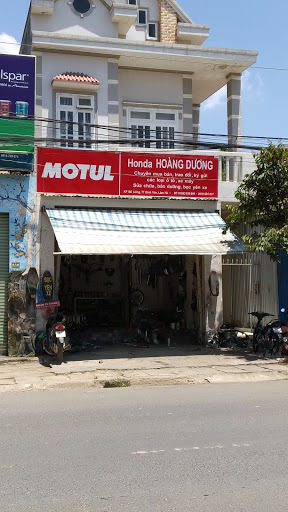 lspar
MOTUL
Honda HOÀNG DƯƠNG
Chuyên mua bán, trao đổi, ký gửi
các loại ô tô, xe máy
Sửa chữa, bảo dưỡng, bọc yên xe